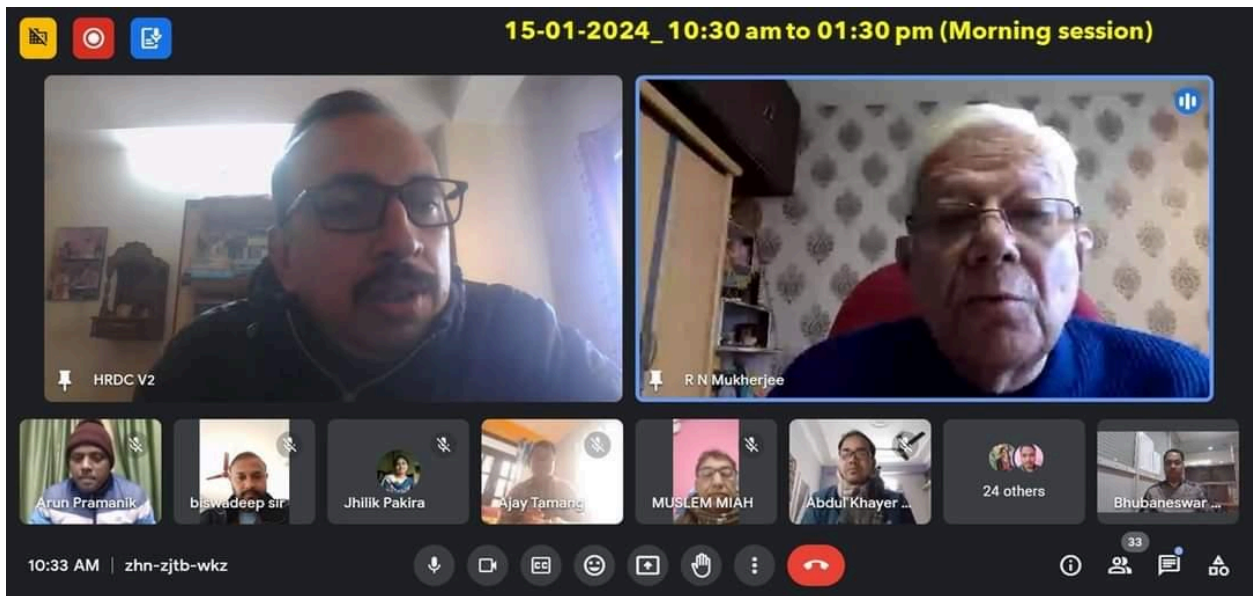 15-01-2024_ 10:30 am to 01:30 pm (Morning session)
HRDC V2
R N Mukherjee
Arun Pramanik
biswadeep sir
Jhilik Pakira
Ajay Tamang
MUSLEM MIAH
Abdul Khayer ...
24 others
Bhubaneswar ...
33
10:33 AM | zhn-zjtb-wkz
CC